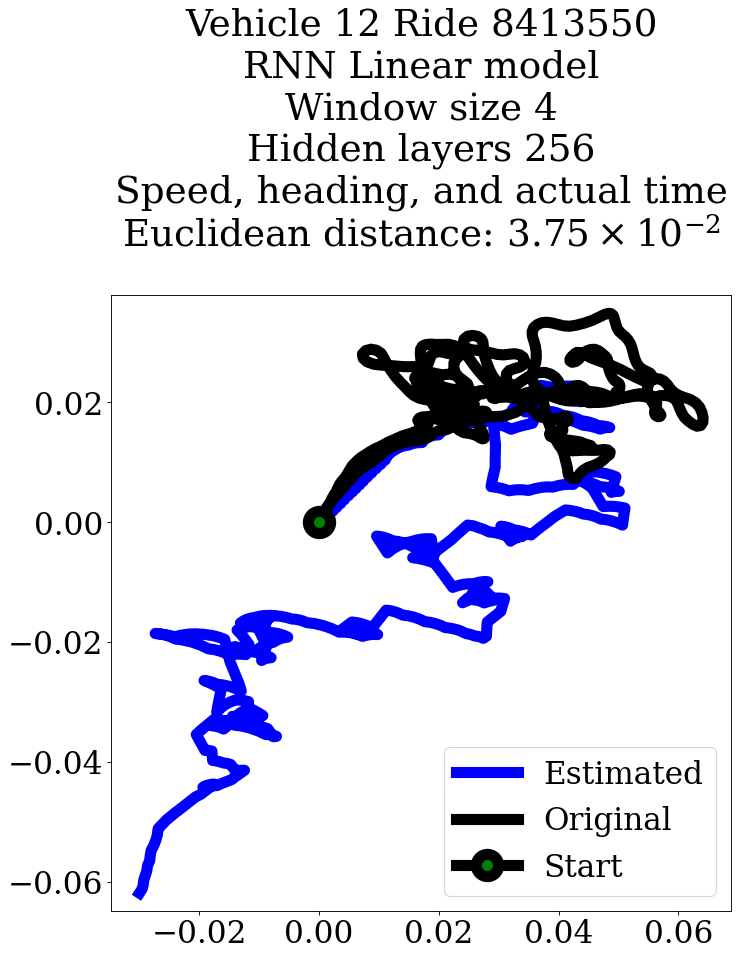 Vehicle 12 Ride 8413550
RNN Linear model
Window size 4
Hidden layers 256
Speed, heading, and actual time
Euclidean distance: 3.75 × 10⁻²
0.02
0.00
−0.02
−0.04
−0.06
Estimated
Original
Start
−0.02 0.00 0.02 0.04 0.06